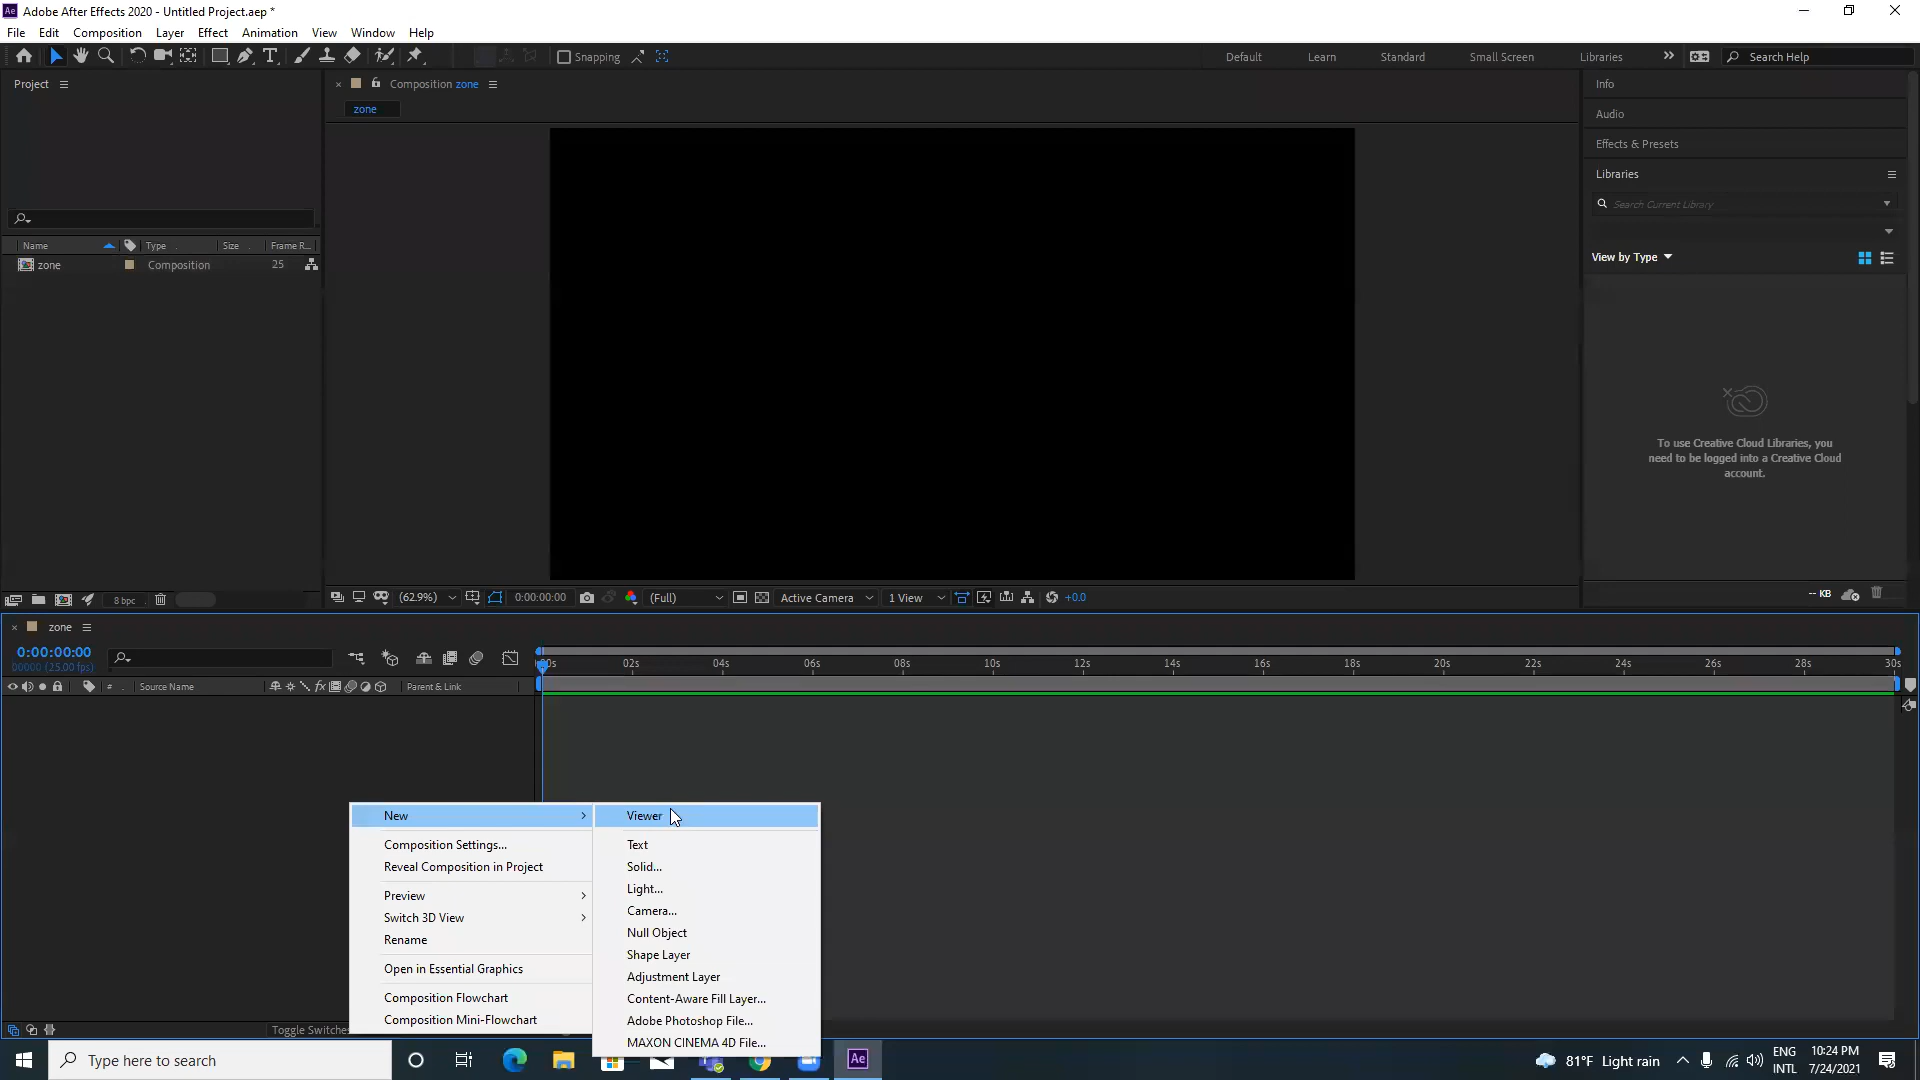 Adobe After Effects 2020 - Untitled Project.aep *
File Edit Composition Layer Effect Animation View Window Help
Snapping
Default Learn Standard Small Screen Libraries » Search Help
Project
Composition zone
zone
Name Type Size Frame R...
zone Composition 25
Info
Audio
Effects & Presets
Libraries
Search Current Library
View by Type
To use Creative Cloud Libraries, you
need to be logged into a Creative Cloud
account.
8 bpc
(62.9%) 0:00:00:00 (Full) Active Camera 1 View +0.0
-- KB
zone
0:00:00:00
00000 (25.00 fps)
02s 04s 06s 08s 10s 12s 14s 16s 18s 20s 22s 24s 26s 28s 30s
# Source Name fx Parent & Link
New
Composition Settings...
Reveal Composition in Project
Preview
Switch 3D View
Rename
Open in Essential Graphics
Composition Flowchart
Composition Mini-Flowchart
Viewer
Text
Solid...
Light...
Camera...
Null Object
Shape Layer
Adjustment Layer
Content-Aware Fill Layer...
Adobe Photoshop File...
MAXON CINEMA 4D File...
Toggle Switches
Type here to search
Ae
81°F Light rain
ENG
INTL
10:24 PM
7/24/2021